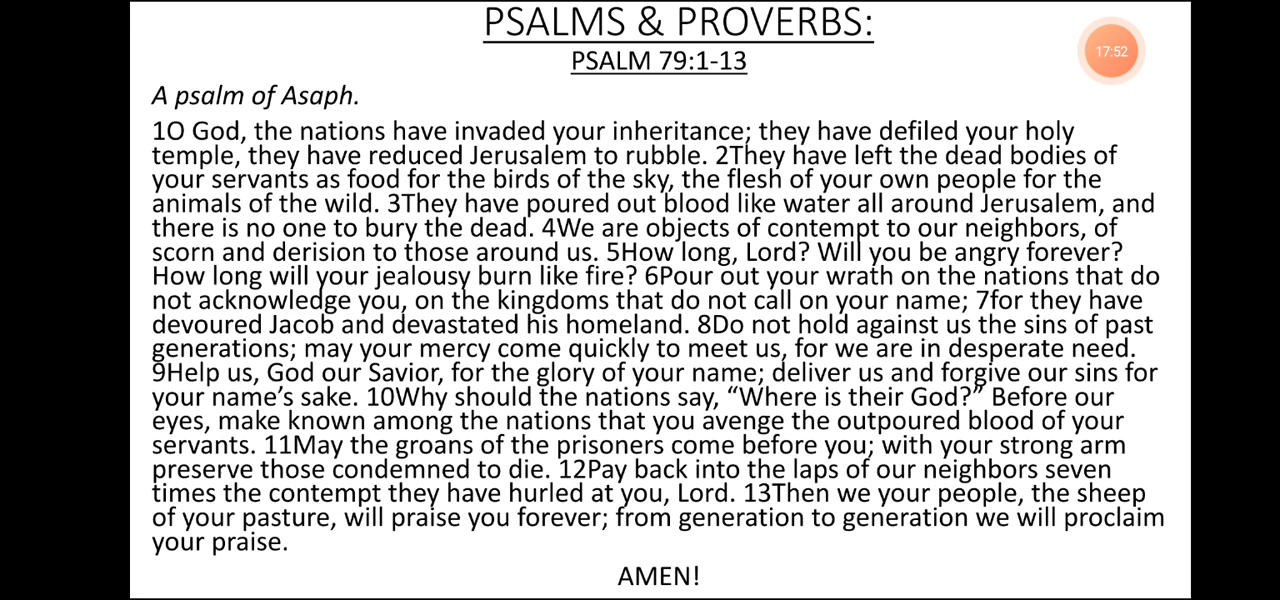 PSALMS & PROVERBS:
17:52
PSALM 79:1-13
A psalm of Asaph.
1O God, the nations have invaded your inheritance; they have defiled your holy
temple, they have reduced Jerusalem to rubble. 2They have left the dead bodies of
your servants as food for the birds of the sky, the flesh of your own people for the
animals of the wild. 3They have poured out blood like water all around Jerusalem, and
there is no one to bury the dead. 4We are objects of contempt to our neighbors, of
scorn and derision to those around us. 5How long, Lord? Will you be angry forever?
How long will your jealousy burn like fire? 6Pour out your wrath on the nations that do
not acknowledge you, on the kingdoms that do not call on your name; 7for they have
devoured Jacob and devastated his homeland. 8Do not hold against us the sins of past
generations; may your mercy come quickly to meet us, for we are in desperate need.
9Help us, God our Savior, for the glory of your name; deliver us and forgive our sins for
your name’s sake. 10Why should the nations say, “Where is their God?” Before our
eyes, make known among the nations that you avenge the outpoured blood of your
servants. 11May the groans of the prisoners come before you; with your strong arm
preserve those condemned to die. 12Pay back into the laps of our neighbors seven
times the contempt they have hurled at you, Lord. 13Then we your people, the sheep
of your pasture, will praise you forever; from generation to generation we will proclaim
your praise.
AMEN!